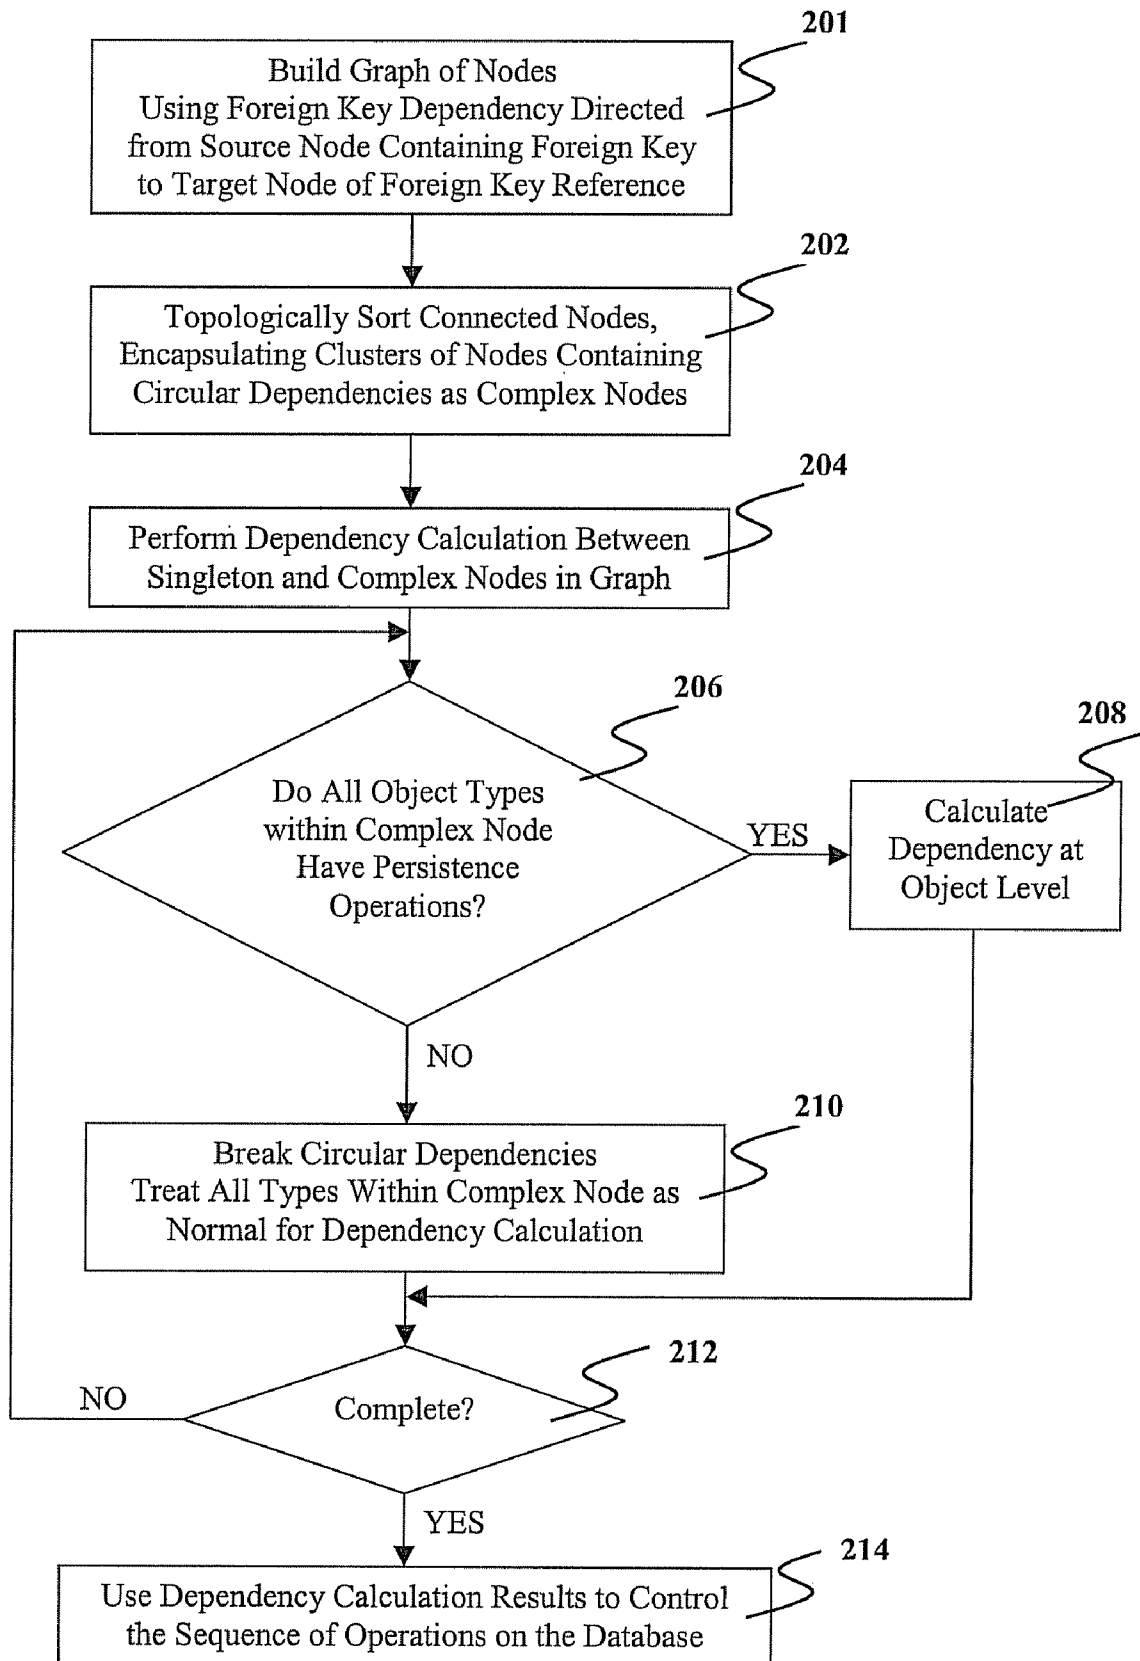 201
Build Graph of Nodes
Using Foreign Key Dependency Directed
from Source Node Containing Foreign Key
to Target Node of Foreign Key Reference
202
Topologically Sort Connected Nodes,
Encapsulating Clusters of Nodes Containing
Circular Dependencies as Complex Nodes
204
Perform Dependency Calculation Between
Singleton and Complex Nodes in Graph
206
Do All Object Types
within Complex Node
Have Persistence
Operations?
YES
208
Calculate
Dependency at
Object Level
NO
210
Break Circular Dependencies
Treat All Types Within Complex Node as
Normal for Dependency Calculation
212
Complete?
NO
YES
214
Use Dependency Calculation Results to Control
the Sequence of Operations on the Database